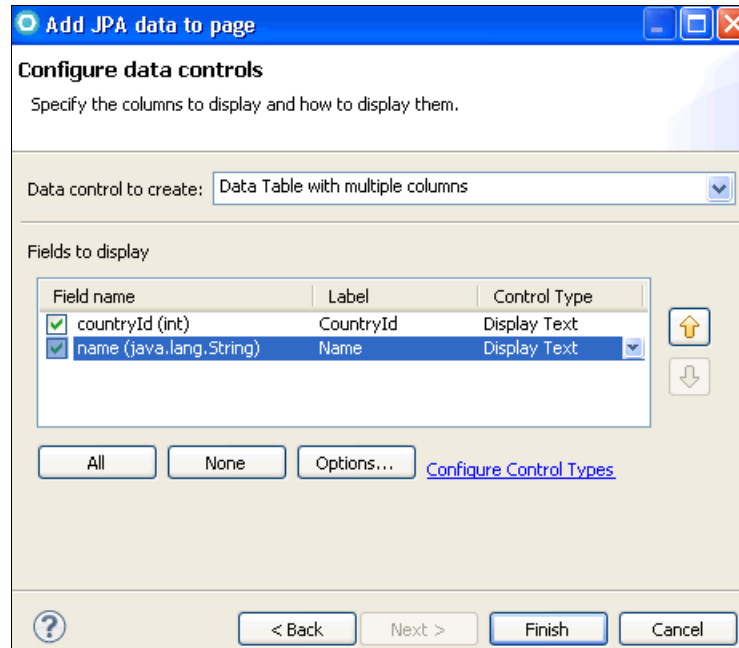 Add JPA data to page
Configure data controls
Specify the columns to display and how to display them.
Data control to create: Data Table with multiple columns
Fields to display
Field name Label Control Type
countryId (int) CountryId Display Text
name (java.lang.String) Name Display Text
All None Options... Configure Control Types
? < Back Next > Finish Cancel